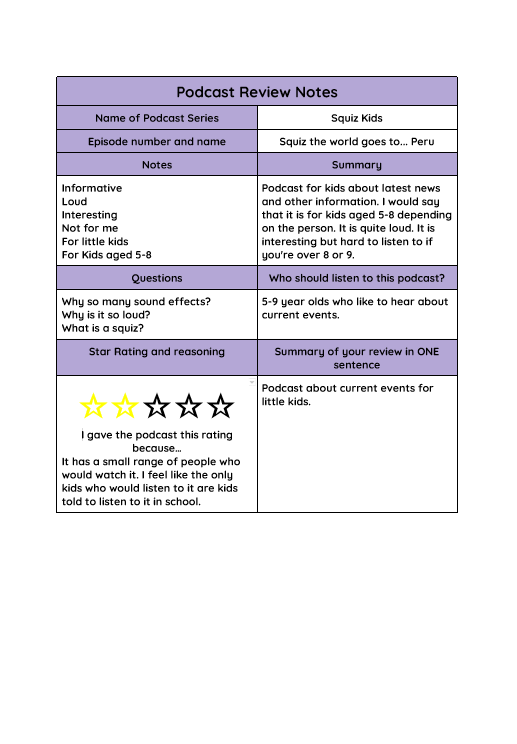 Podcast Review Notes
Name of Podcast Series
Squiz Kids
Episode number and name
Squiz the world goes to... Peru
Notes
Summary
Informative
Loud
Interesting
Not for me
For little kids
For Kids aged 5-8
Podcast for kids about latest news
and other information. I would say
that it is for kids aged 5-8 depending
on the person. It is quite loud. It is
interesting but hard to listen to if
you're over 8 or 9.
Questions
Who should listen to this podcast?
Why so many sound effects?
Why is it so loud?
What is a squiz?
5-9 year olds who like to hear about
current events.
Star Rating and reasoning
Summary of your review in ONE
sentence
I gave the podcast this rating
because...
It has a small range of people who
would watch it. I feel like the only
kids who would listen to it are kids
told to listen to it in school.
Podcast about current events for
little kids.